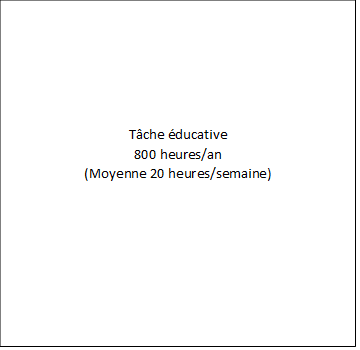 Tâche éducative
800 heures/an
(Moyenne 20 heures/semaine)